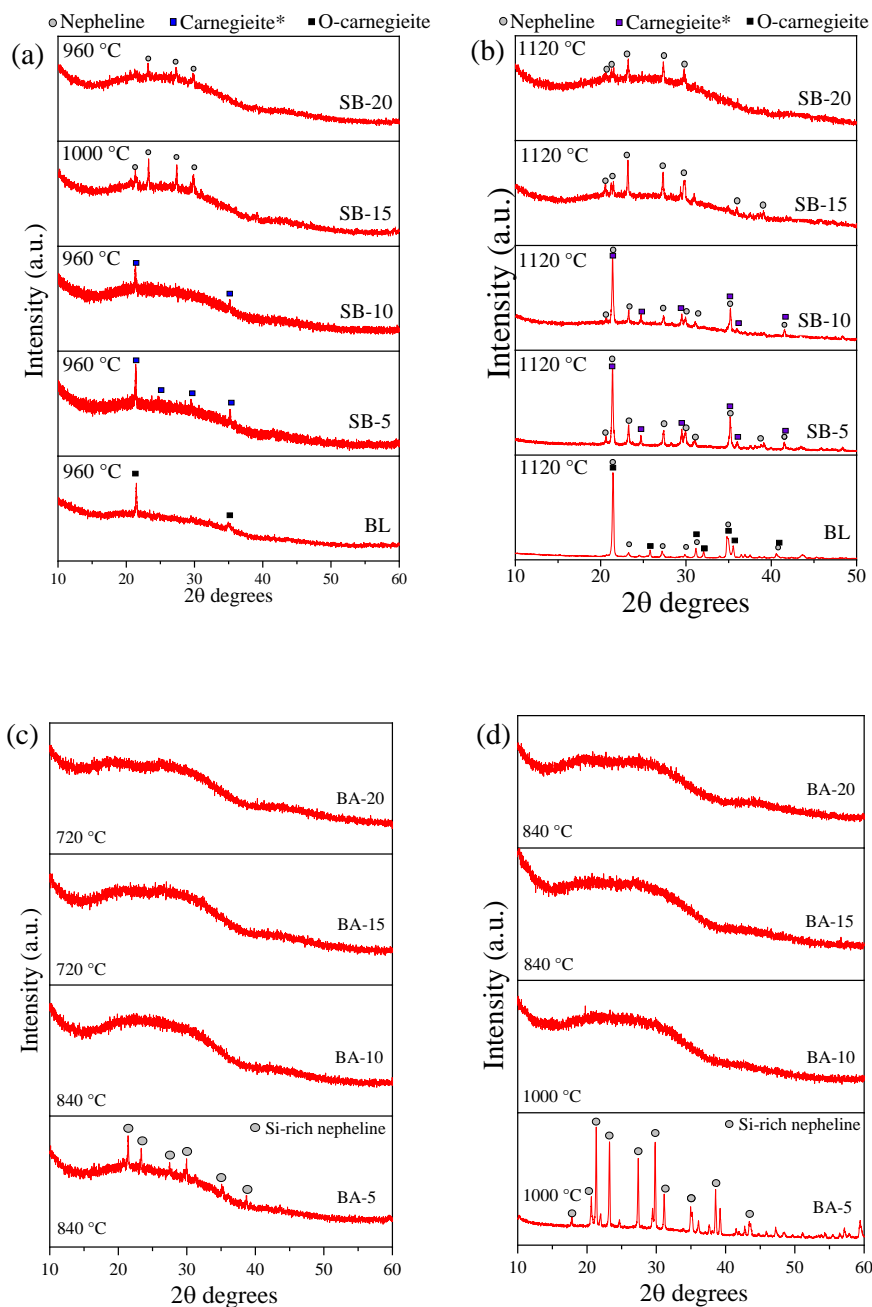 Nepheline Carnegieite* O-carnegieite
(a)
960 °C
SB-20
1000 °C
SB-15
960 °C
SB-10
960 °C
SB-5
960 °C
BL
Intensity (a.u.)
10 20 30 40 50 60
2θ degrees
Nepheline Carnegieite* O-carnegieite
(b)
1120 °C
SB-20
1120 °C
SB-15
1120 °C
SB-10
1120 °C
SB-5
1120 °C
BL
Intensity (a.u.)
10 20 30 40 50
2θ degrees
(c)
BA-20
720 °C
BA-15
720 °C
BA-10
840 °C
Si-rich nepheline
BA-5
840 °C
Intensity (a.u.)
10 20 30 40 50 60
2θ degrees
(d)
BA-20
840 °C
BA-15
840 °C
BA-10
1000 °C
Si-rich nepheline
1000 °C
BA-5
Intensity (a.u.)
10 20 30 40 50 60
2θ degrees